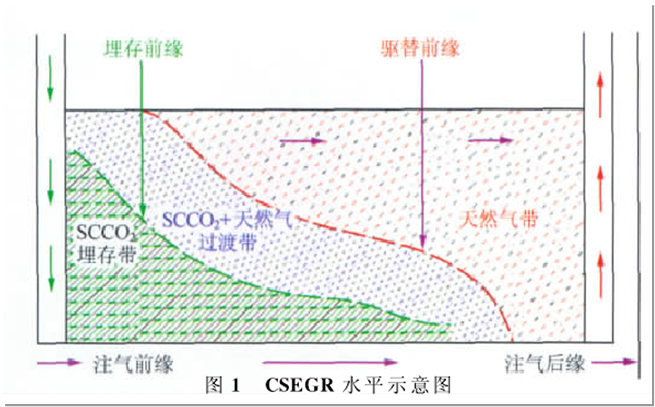 埋存前缘
驱替前缘
SCCO₂+天然气
过渡带
天然气带
SCCO₂
埋存带
注气前缘
注气后缘
图 1 CSEGR 水平示意图